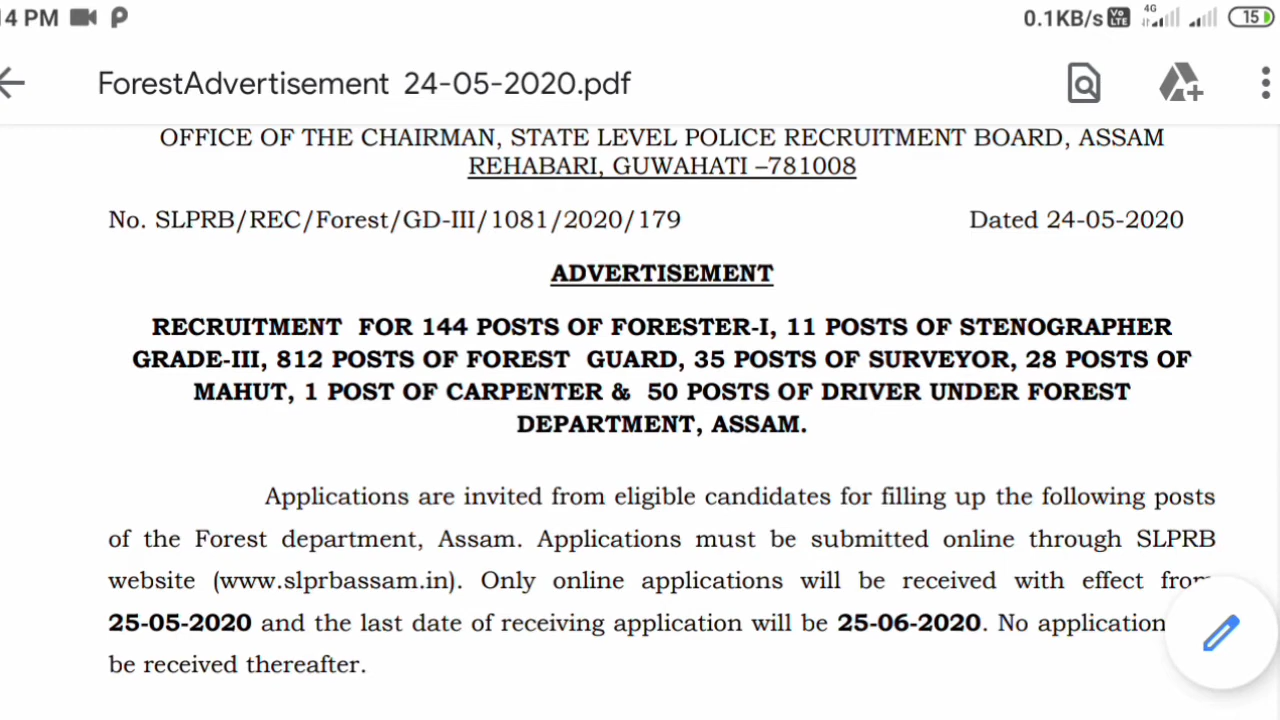 4 PM
0.1KB/s Vo LTE 4G 15
ForestAdvertisement 24-05-2020.pdf
OFFICE OF THE CHAIRMAN, STATE LEVEL POLICE RECRUITMENT BOARD, ASSAM
REHABARI, GUWAHATI –781008
No. SLPRB/REC/Forest/GD-III/1081/2020/179 Dated 24-05-2020
ADVERTISEMENT
RECRUITMENT FOR 144 POSTS OF FORESTER-I, 11 POSTS OF STENOGRAPHER
GRADE-III, 812 POSTS OF FOREST GUARD, 35 POSTS OF SURVEYOR, 28 POSTS OF
MAHUT, 1 POST OF CARPENTER & 50 POSTS OF DRIVER UNDER FOREST
DEPARTMENT, ASSAM.
Applications are invited from eligible candidates for filling up the following posts
of the Forest department, Assam. Applications must be submitted online through SLPRB
website (www.slprbassam.in). Only online applications will be received with effect from
25-05-2020 and the last date of receiving application will be 25-06-2020. No application
be received thereafter.